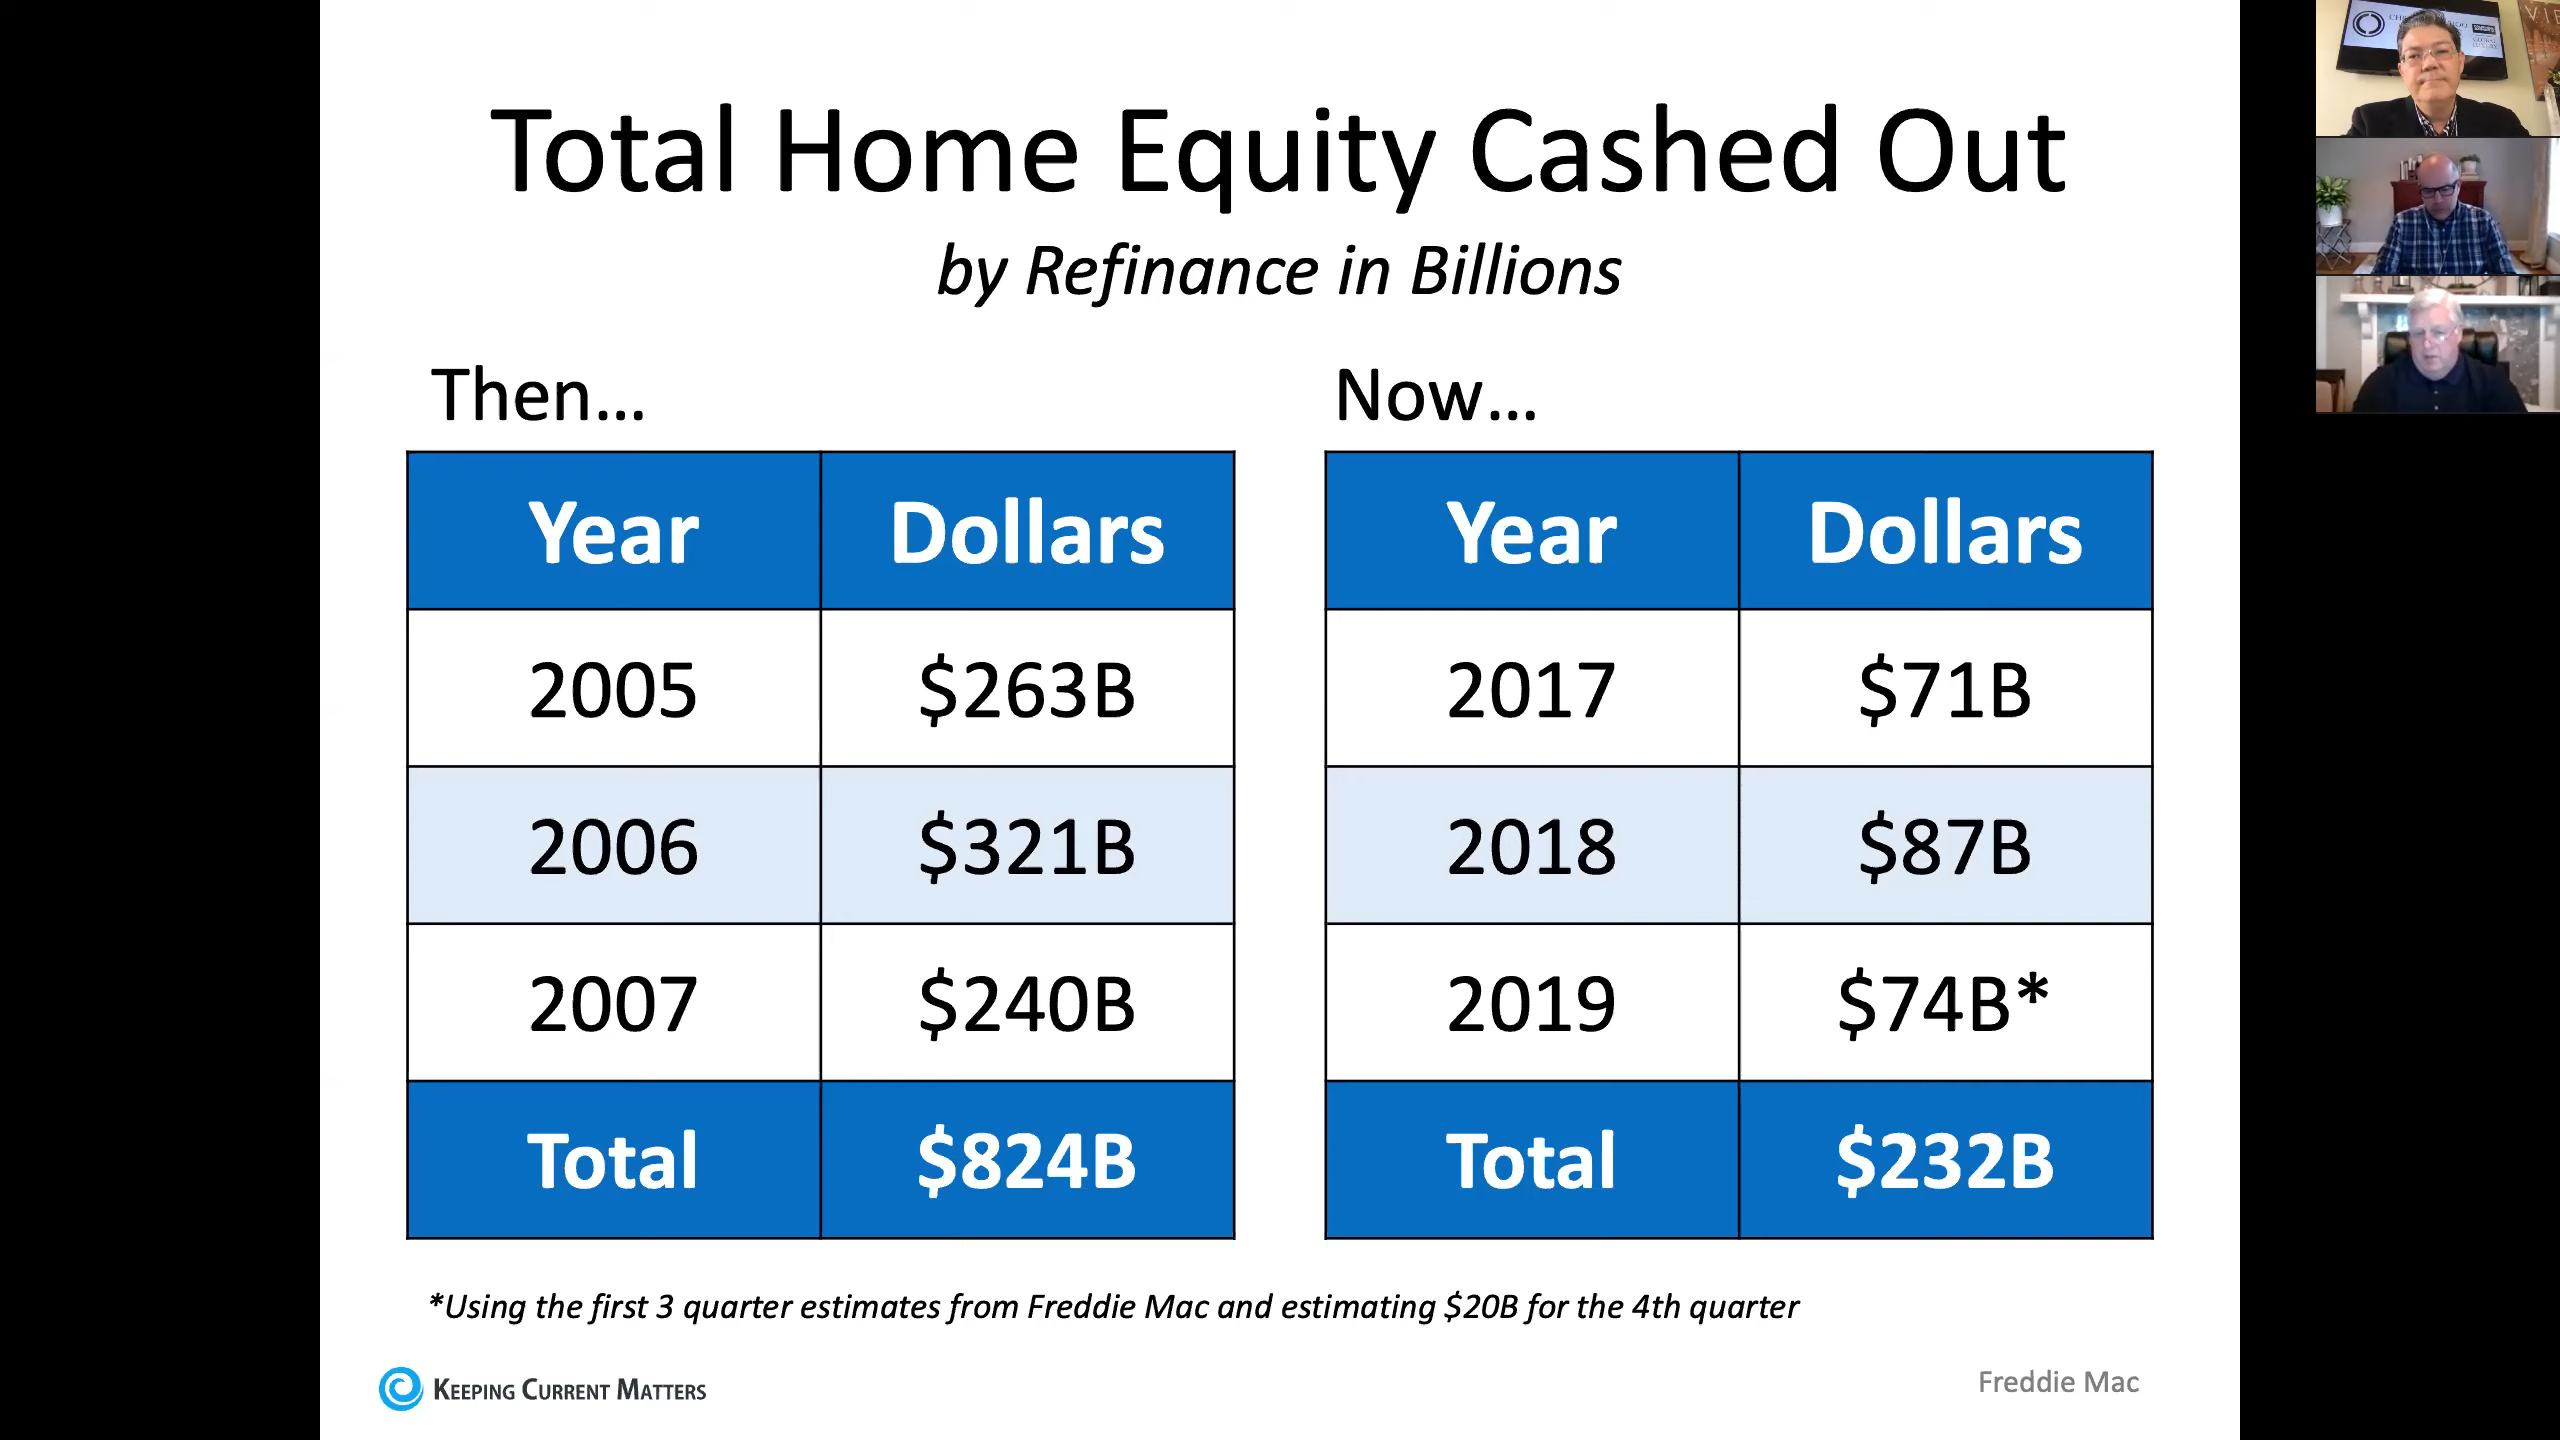 Total Home Equity Cashed Out
by Refinance in Billions
Then...
Year Dollars
2005 $263B
2006 $321B
2007 $240B
Total $824B
Now...
Year Dollars
2017 $71B
2018 $87B
2019 $74B*
Total $232B
*Using the first 3 quarter estimates from Freddie Mac and estimating $20B for the 4th quarter
KEEPING CURRENT MATTERS
Freddie Mac